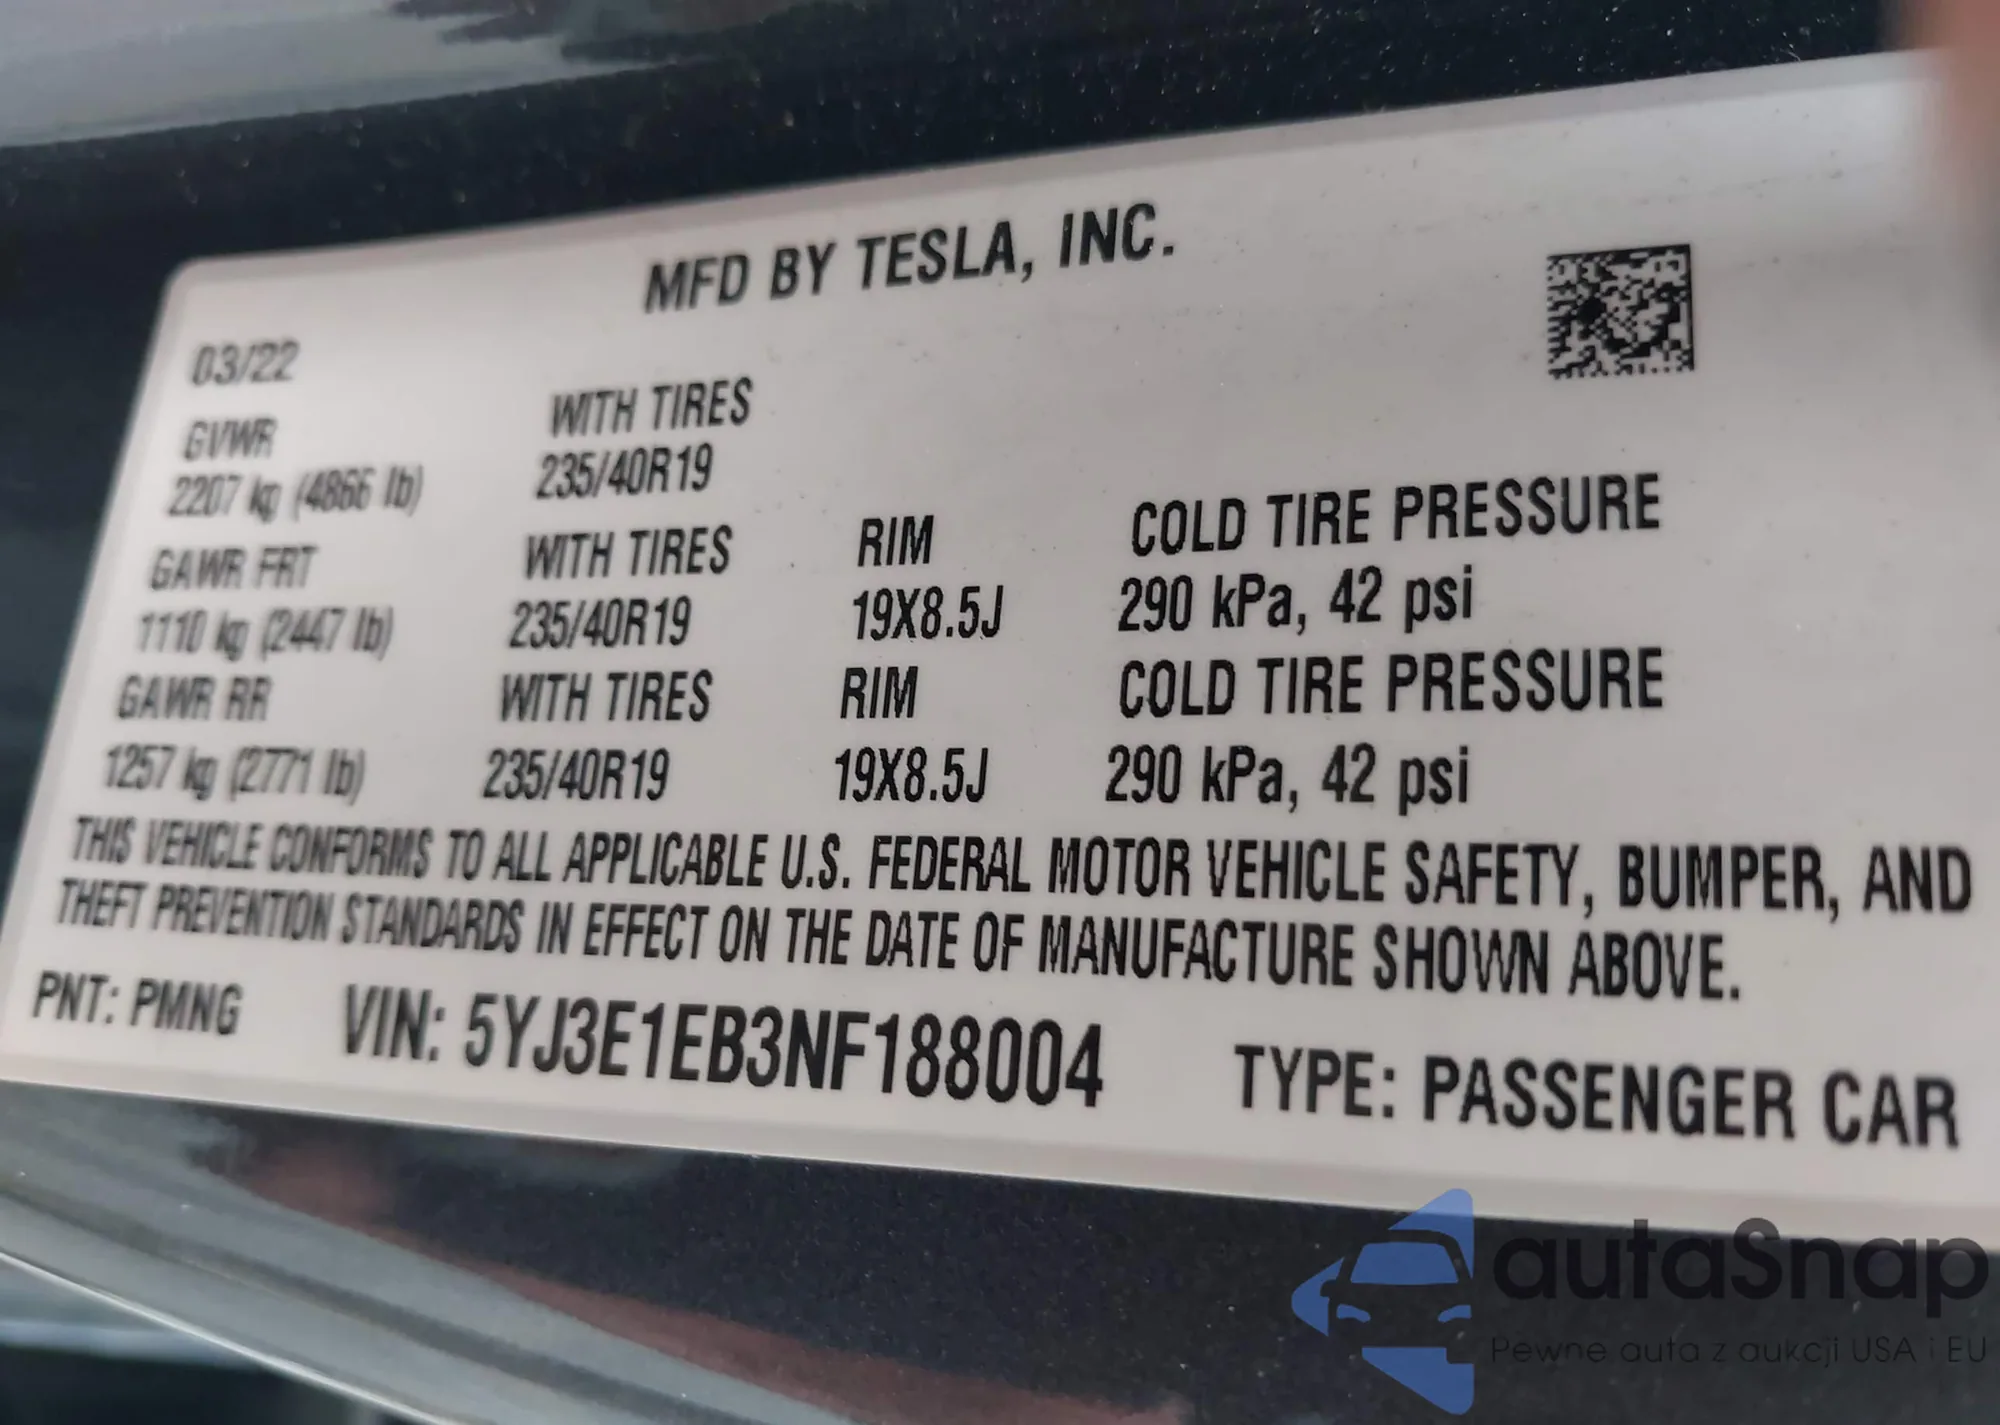 MFD BY TESLA, INC.
03/22
GVWR WITH TIRES
2207 kg (4866 lb) 235/40R19
GAWR FRT WITH TIRES RIM COLD TIRE PRESSURE
1110 kg (2447 lb) 235/40R19 19X8.5J 290 kPa, 42 psi
GAWR RR WITH TIRES RIM COLD TIRE PRESSURE
1257 kg (2771 lb) 235/40R19 19X8.5J 290 kPa, 42 psi
THIS VEHICLE CONFORMS TO ALL APPLICABLE U.S. FEDERAL MOTOR VEHICLE SAFETY, BUMPER, AND
THEFT PREVENTION STANDARDS IN EFFECT ON THE DATE OF MANUFACTURE SHOWN ABOVE.
PNT: PMNG VIN: 5YJ3E1EB3NF188004 TYPE: PASSENGER CAR
autaSnap
Pewne auta z aukcji USA i EU